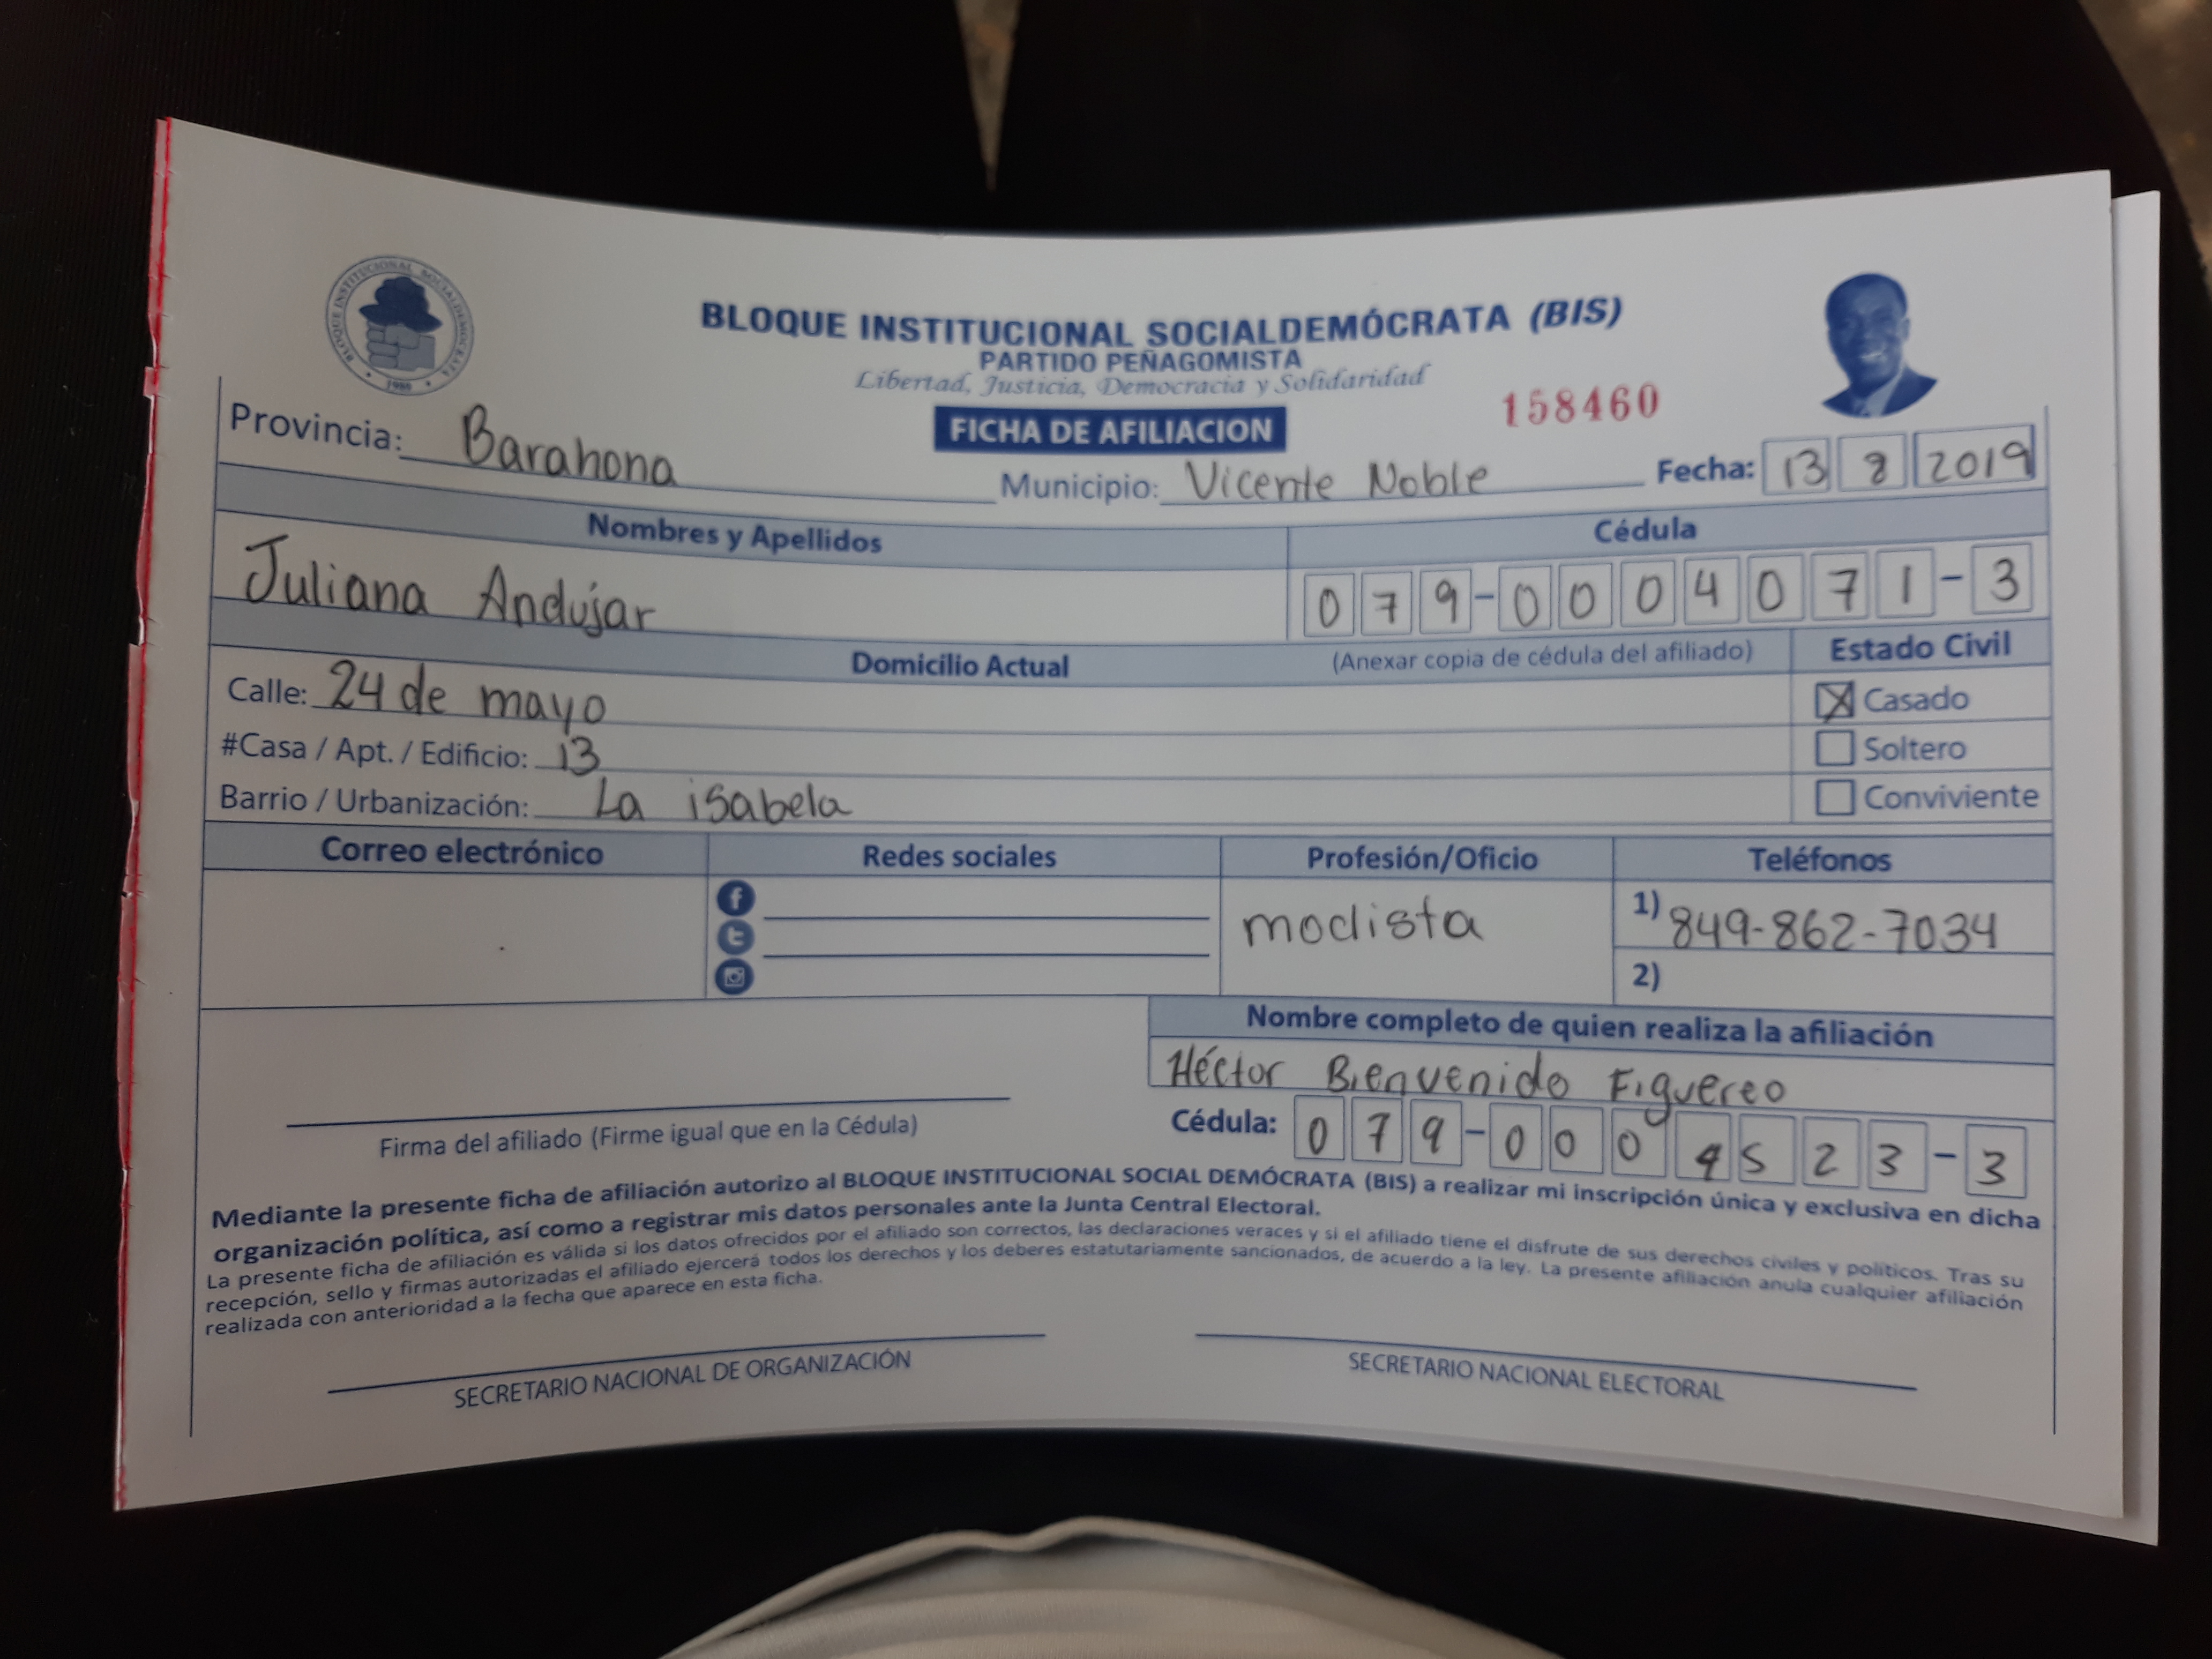 BLOQUE INSTITUCIONAL SOCIALDEMOCRATA
1989
BLOQUE INSTITUCIONAL SOCIALDEMÓCRATA (BIS)
PARTIDO PEÑAGOMISTA
Libertad, Justicia, Democracia y Solidaridad
158460
FICHA DE AFILIACION
Provincia: Barahona Municipio: Vicente Noble Fecha: 13 8 2019
Nombres y Apellidos Cédula
Juliana Andujar 079-0004071-3
Domicilio Actual (Anexar copia de cédula del afiliado) Estado Civil
Calle: 24 de mayo X Casado
#Casa / Apt. / Edificio: 13 Soltero
Barrio / Urbanización: La isabela Conviviente
Correo electrónico Redes sociales Profesión/Oficio Teléfonos
modista 1) 849-862-7034
2)
Nombre completo de quien realiza la afiliación
Héctor Bienvenido Figuereo
Cédula: 079-0004523-3
Firma del afiliado (Firme igual que en la Cédula)
Mediante la presente ficha de afiliación autorizo al BLOQUE INSTITUCIONAL SOCIAL DEMÓCRATA (BIS) a realizar mi inscripción única y exclusiva en dicha
organización política, así como a registrar mis datos personales ante la Junta Central Electoral.
La presente ficha de afiliación es válida si los datos ofrecidos por el afiliado son correctos, las declaraciones veraces y si el afiliado tiene el disfrute de sus derechos civiles y políticos. Tras su
recepción, sello y firmas autorizadas el afiliado ejercerá todos los derechos y los deberes estatutariamente sancionados, de acuerdo a la ley. La presente afiliación anula cualquier afiliación
realizada con anterioridad a la fecha que aparece en esta ficha.
SECRETARIO NACIONAL DE ORGANIZACIÓN SECRETARIO NACIONAL ELECTORAL